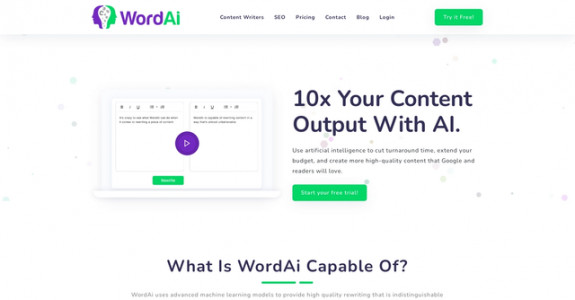 WordAi
Content Writers SEO Pricing Contact Blog Login
Try it Free!
10x Your Content
Output With AI.
Use artificial intelligence to cut turnaround time, extend your
budget, and create more high-quality content that Google and
readers will love.
Start your free trial!
What Is WordAi Capable Of?
WordAi uses advanced machine learning models to provide high quality rewriting that is indistinguishable